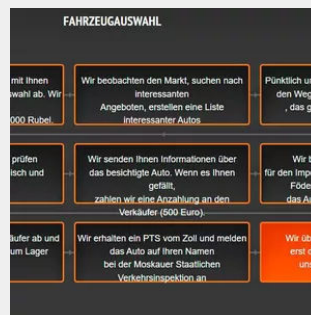 FAHRZEUGAUSWAHL
mit Ihnen
swahl ab. Wir
000 Rubel.
Wir beobachten den Markt, suchen nach
interessanten
Angeboten, erstellen eine Liste
interessanter Autos
Pünktlich u
den Weg
, das g
prüfen
isch und
Wir senden Ihnen Informationen über
das besichtigte Auto. Wenn es Ihnen
gefällt,
zahlen wir eine Anzahlung an den
Verkäufer (500 Euro).
Wir b
für den Impo
Föde
das Au
äufer ab und
um Lager
Wir erhalten ein PTS vom Zoll und melden
das Auto auf Ihren Namen
bei der Moskauer Staatlichen
Verkehrsinspektion an
Wir üb
erst d
uns